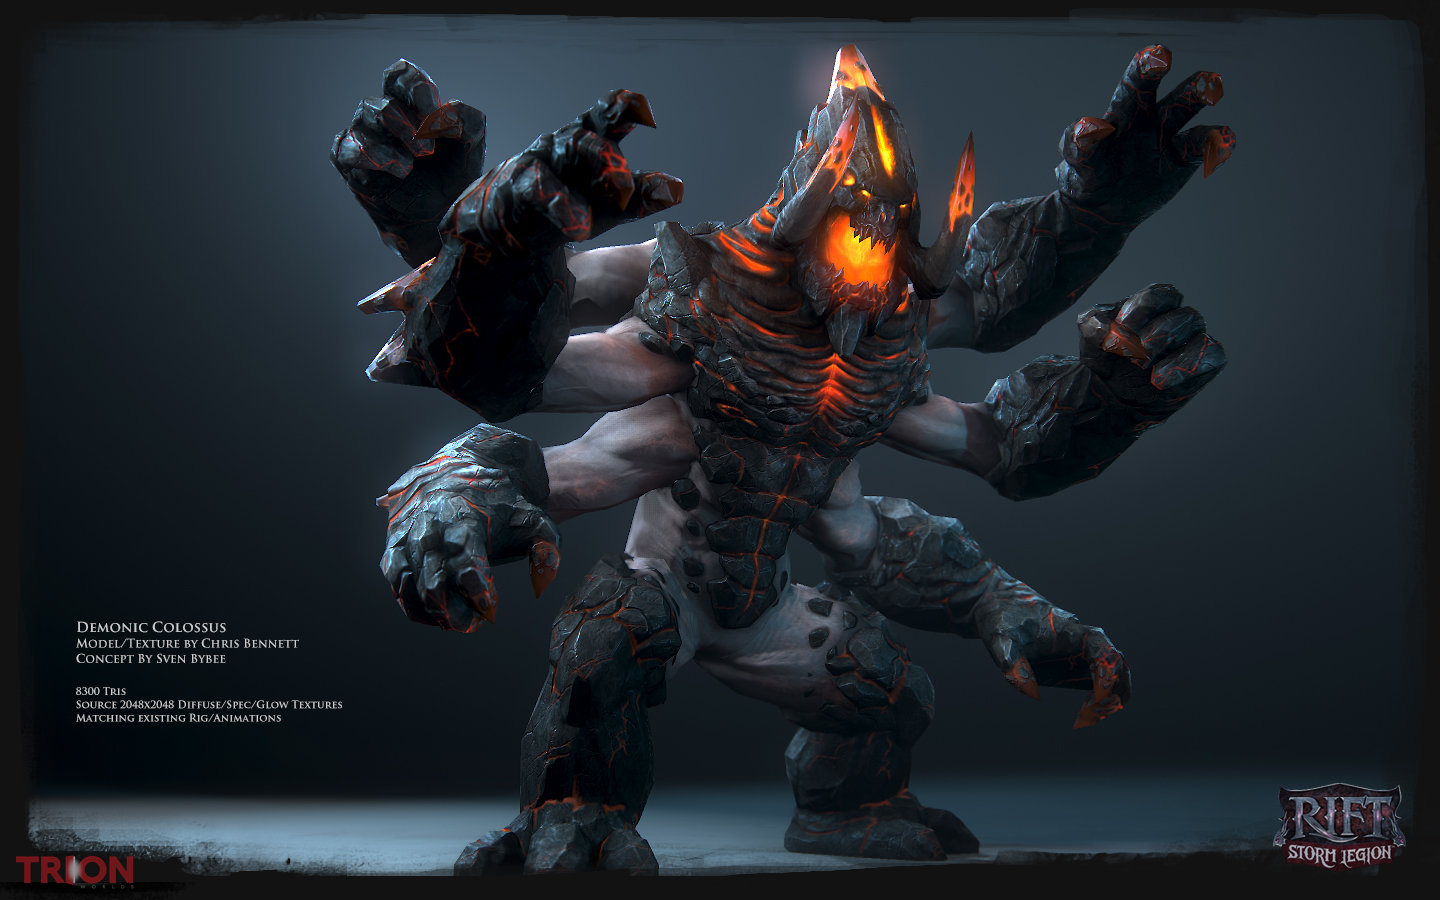 Demonic Colossus
Model/Texture by Chris Bennett
Concept By Sven Bybee
8300 Tris
Source 2048x2048 Diffuse/Spec/Glow Textures
Matching existing Rig/Animations
TRION
WORLDS
RIFT
STORM LEGION